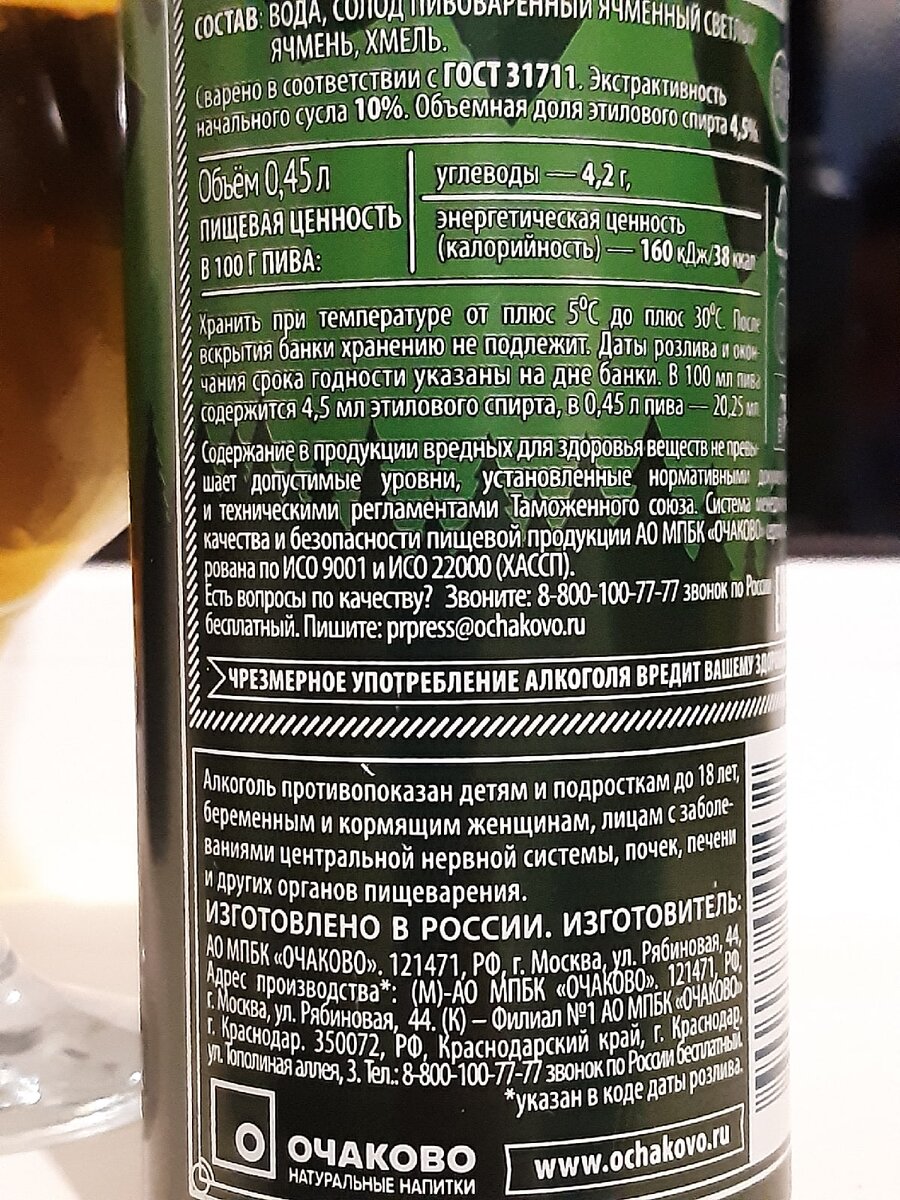 СОСТАВ: ВОДА, СОЛОД ПИВОВАРЕННЫЙ ЯЧМЕННЫЙ СВЕТЛЫЙ
ЯЧМЕНЬ, ХМЕЛЬ.
Сварено в соответствии с ГОСТ 31711. Экстрактивность
начального сусла 10%. Объемная доля этилового спирта 4,5%
Объём 0,45 л
ПИЩЕВАЯ ЦЕННОСТЬ
В 100 Г ПИВА:
углеводы — 4,2 г,
энергетическая ценность
(калорийность) — 160 кДж/38 ккал
Хранить при температуре от плюс 5°С до плюс 30°С. После
вскрытия банки хранению не подлежит. Даты розлива и окон-
чания срока годности указаны на дне банки. В 100 мл пива
содержится 4,5 мл этилового спирта, в 0,45 л пива — 20,25 мл
Содержание в продукции вредных для здоровья веществ не превы-
шает допустимые уровни, установленные нормативными
и техническими регламентами Таможенного союза. Система
качества и безопасности пищевой продукции АО МПБК «ОЧАКОВО»
рована по ИСО 9001 и ИСО 22000 (ХАССП).
Есть вопросы по качеству? Звоните: 8-800-100-77-77 звонок по России
бесплатный. Пишите: prpress@ochakovo.ru
ЧРЕЗМЕРНОЕ УПОТРЕБЛЕНИЕ АЛКОГОЛЯ ВРЕДИТ ВАШЕМУ
Алкоголь противопоказан детям и подросткам до 18 лет,
беременным и кормящим женщинам, лицам с заболе-
ваниями центральной нервной системы, почек, печени
и других органов пищеварения.
ИЗГОТОВЛЕНО В РОССИИ. ИЗГОТОВИТЕЛЬ:
АО МПБК «ОЧАКОВО». 121471, РФ, г. Москва, ул. Рябиновая, 44,
Адрес производства*: (М)-АО МПБК «ОЧАКОВО». 121471, РФ,
г. Москва, ул. Рябиновая, 44. (К) – Филиал №1 АО МПБК «ОЧАКОВО»
г. Краснодар. 350072, РФ, Краснодарский край, г. Краснодар,
ул. Тополиная аллея, 3. Тел.: 8-800-100-77-77 звонок по России бесплатный.
*указан в коде даты розлива.
О ОЧАКОВО
НАТУРАЛЬНЫЕ НАПИТКИ
www.ochakovo.ru